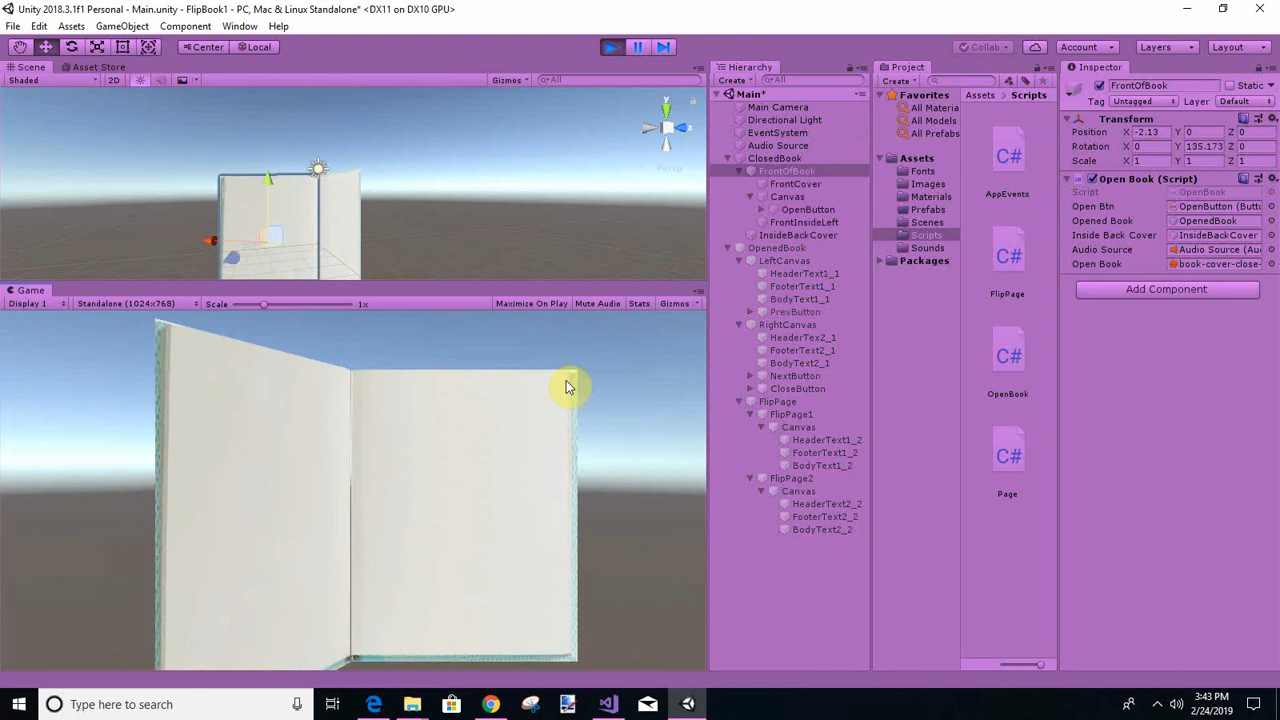 Unity 2018.3.1f1 Personal - Main.unity - FlipBook1 - PC, Mac & Linux Standalone* <DX11 on DX10 GPU>
File Edit Assets GameObject Component Window Help
Center Local Collab Account Layers Layout
Scene Asset Store
Shaded 2D Gizmos All
Y
Persp
Game
Display 1 Standalone (1024x768) Scale 1x Maximize On Play Mute Audio Stats Gizmos
Hierarchy
Create All
Main*
Main Camera
Directional Light
EventSystem
Audio Source
ClosedBook
FrontOfBook
FrontCover
Canvas
OpenButton
FrontInsideLeft
InsideBackCover
OpenedBook
LeftCanvas
HeaderText1_1
FooterText1_1
BodyText1_1
PrevButton
RightCanvas
HeaderTex2_1
FooterText2_1
BodyText2_1
NextButton
CloseButton
FlipPage
FlipPage1
Canvas
HeaderText1_2
FooterText1_2
BodyText1_2
FlipPage2
Canvas
HeaderText2_2
FooterText2_2
BodyText2_2
Project
Create
Favorites
All Materia
All Models
All Prefabs
Assets
Fonts
Images
Materials
Prefabs
Scenes
Scripts
Sounds
Packages
Assets Scripts
C#
AppEvents
C#
FlipPage
C#
OpenBook
C#
Page
Inspector
FrontOfBook Static
Tag Untagged Layer Default
Transform
Position X -2.13 Y 0 Z 0
Rotation X 0 Y 135.173 Z 0
Scale X 1 Y 1 Z 1
Open Book (Script)
Script OpenBook
Open Btn OpenButton (Butt
Opened Book OpenedBook
Inside Back Cover InsideBackCover
Audio Source Audio Source (Au
Open Book book-cover-close-
Add Component
Type here to search
3:43 PM
2/24/2019